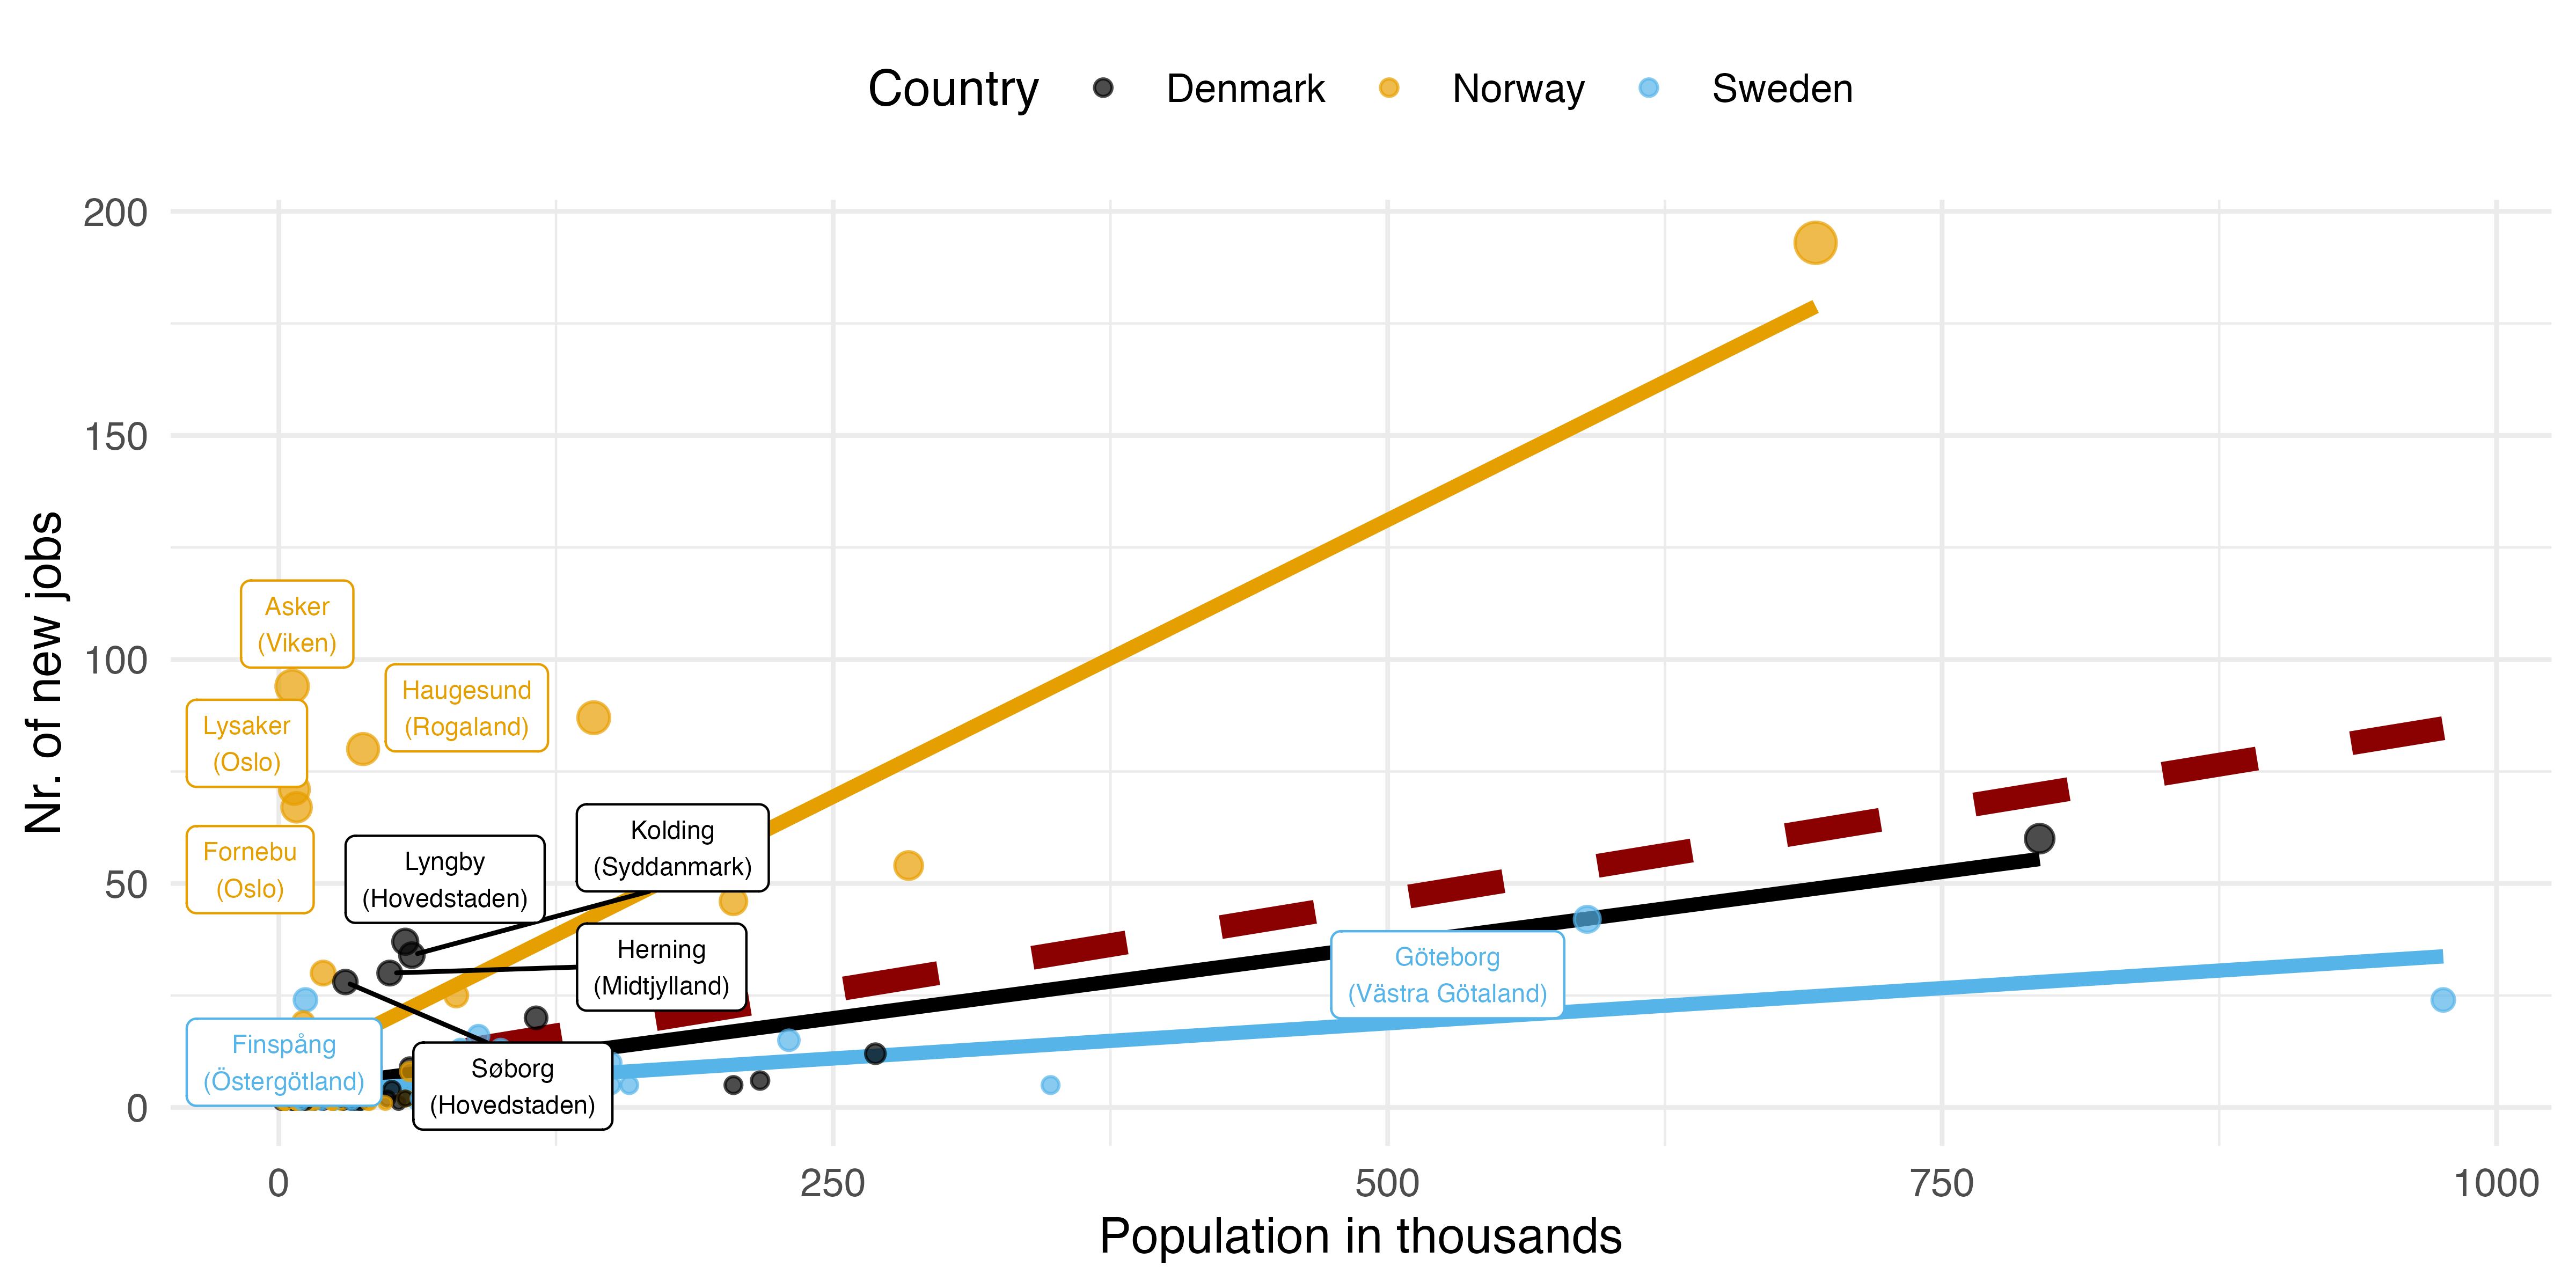 Country Denmark Norway Sweden
Nr. of new jobs
200
150
100
50
0
Asker
(Viken)
Haugesund
(Rogaland)
Lysaker
(Oslo)
Kolding
(Syddanmark)
Fornebu
(Oslo)
Lyngby
(Hovedstaden)
Herning
(Midtjylland)
Göteborg
(Västra Götaland)
Finspång
(Östergötland)
Søborg
(Hovedstaden)
0 250 500 750 1000
Population in thousands